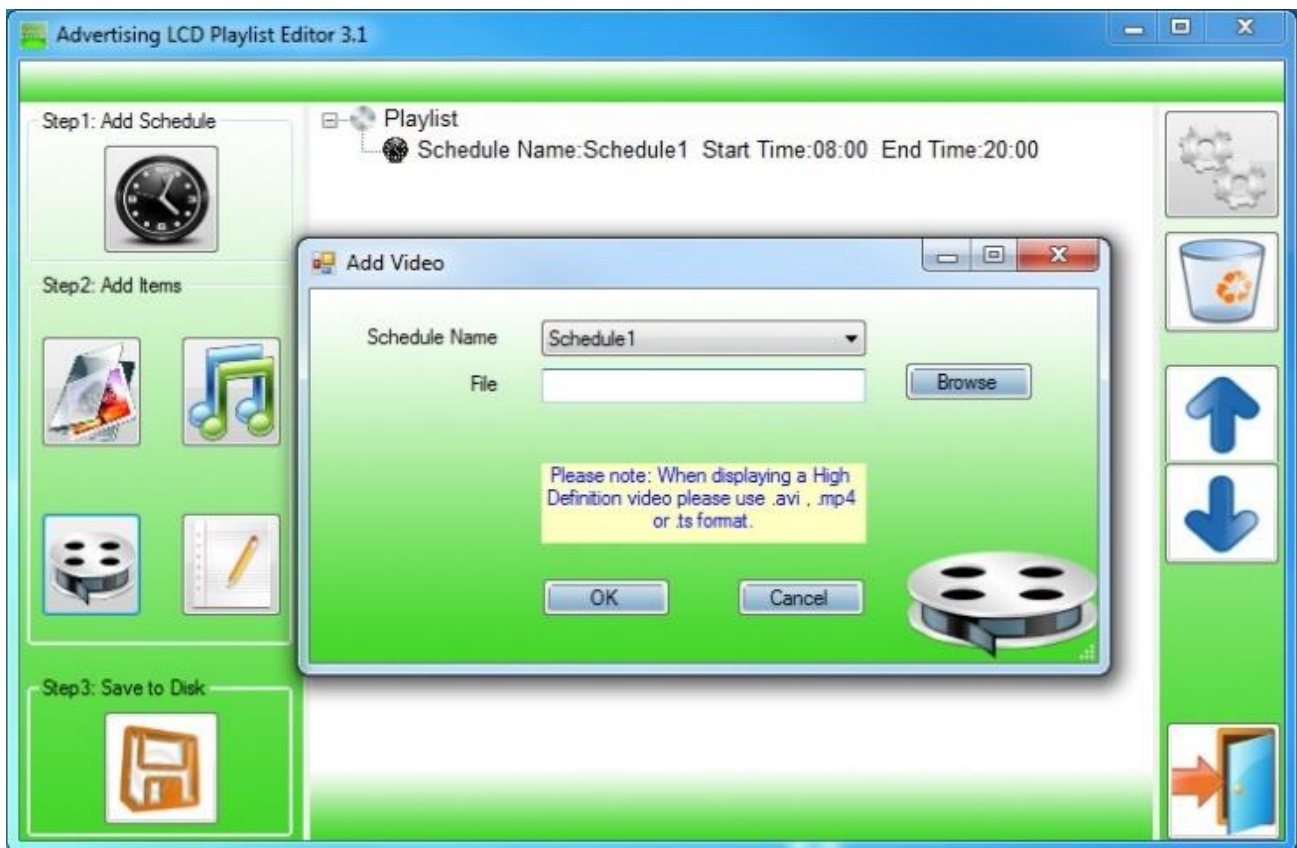 Advertising LCD Playlist Editor 3.1
Step1: Add Schedule
Playlist
Schedule Name:Schedule1 Start Time:08:00 End Time:20:00
Step2: Add Items
Add Video
Schedule Name
Schedule1
File
Browse
Please note: When displaying a High
Definition video please use .avi , .mp4
or .ts format.
OK
Cancel
Step3: Save to Disk